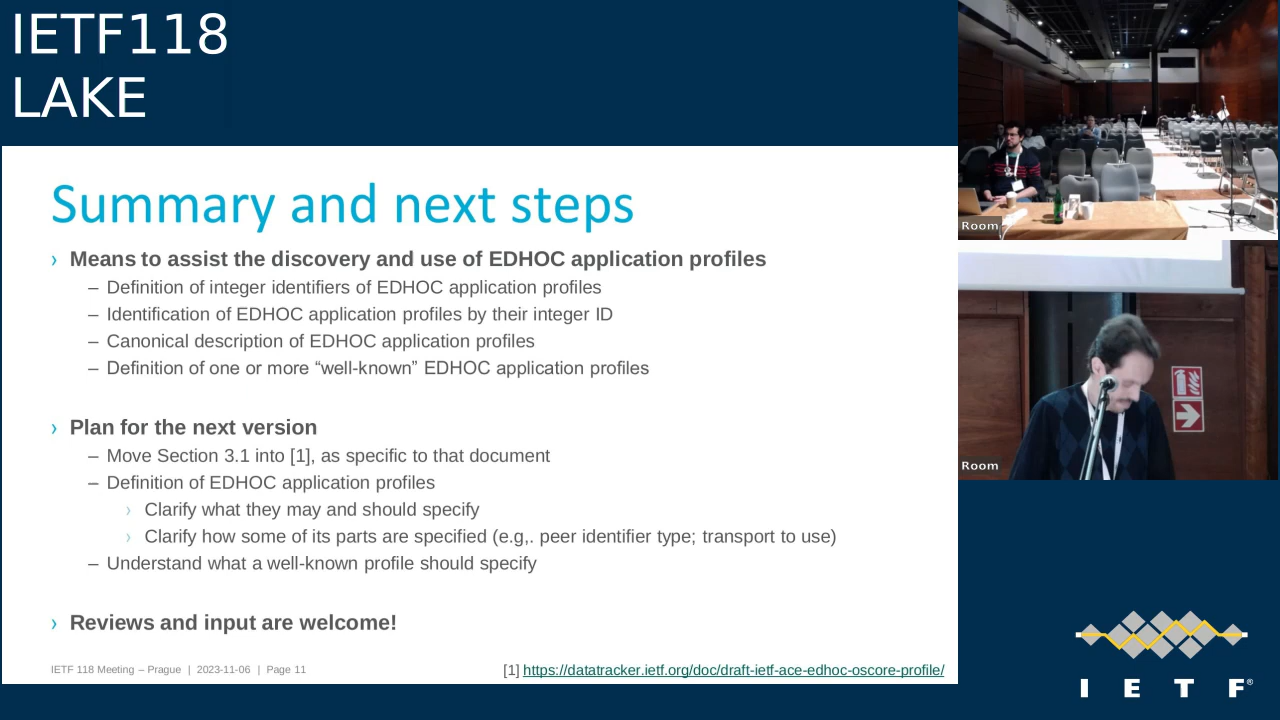 IETF118
LAKE
Summary and next steps
› Means to assist the discovery and use of EDHOC application profiles
– Definition of integer identifiers of EDHOC application profiles
– Identification of EDHOC application profiles by their integer ID
– Canonical description of EDHOC application profiles
– Definition of one or more “well-known” EDHOC application profiles
› Plan for the next version
– Move Section 3.1 into [1], as specific to that document
– Definition of EDHOC application profiles
› Clarify what they may and should specify
› Clarify how some of its parts are specified (e.g,. peer identifier type; transport to use)
– Understand what a well-known profile should specify
› Reviews and input are welcome!
IETF 118 Meeting – Prague | 2023-11-06 | Page 11
[1] https://datatracker.ietf.org/doc/draft-ietf-ace-edhoc-oscore-profile/
Room
Room
I E T F®